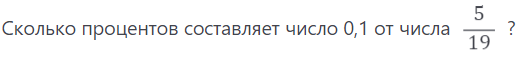 Сколько процентов составляет число 0,1 от числа 5/19 ?